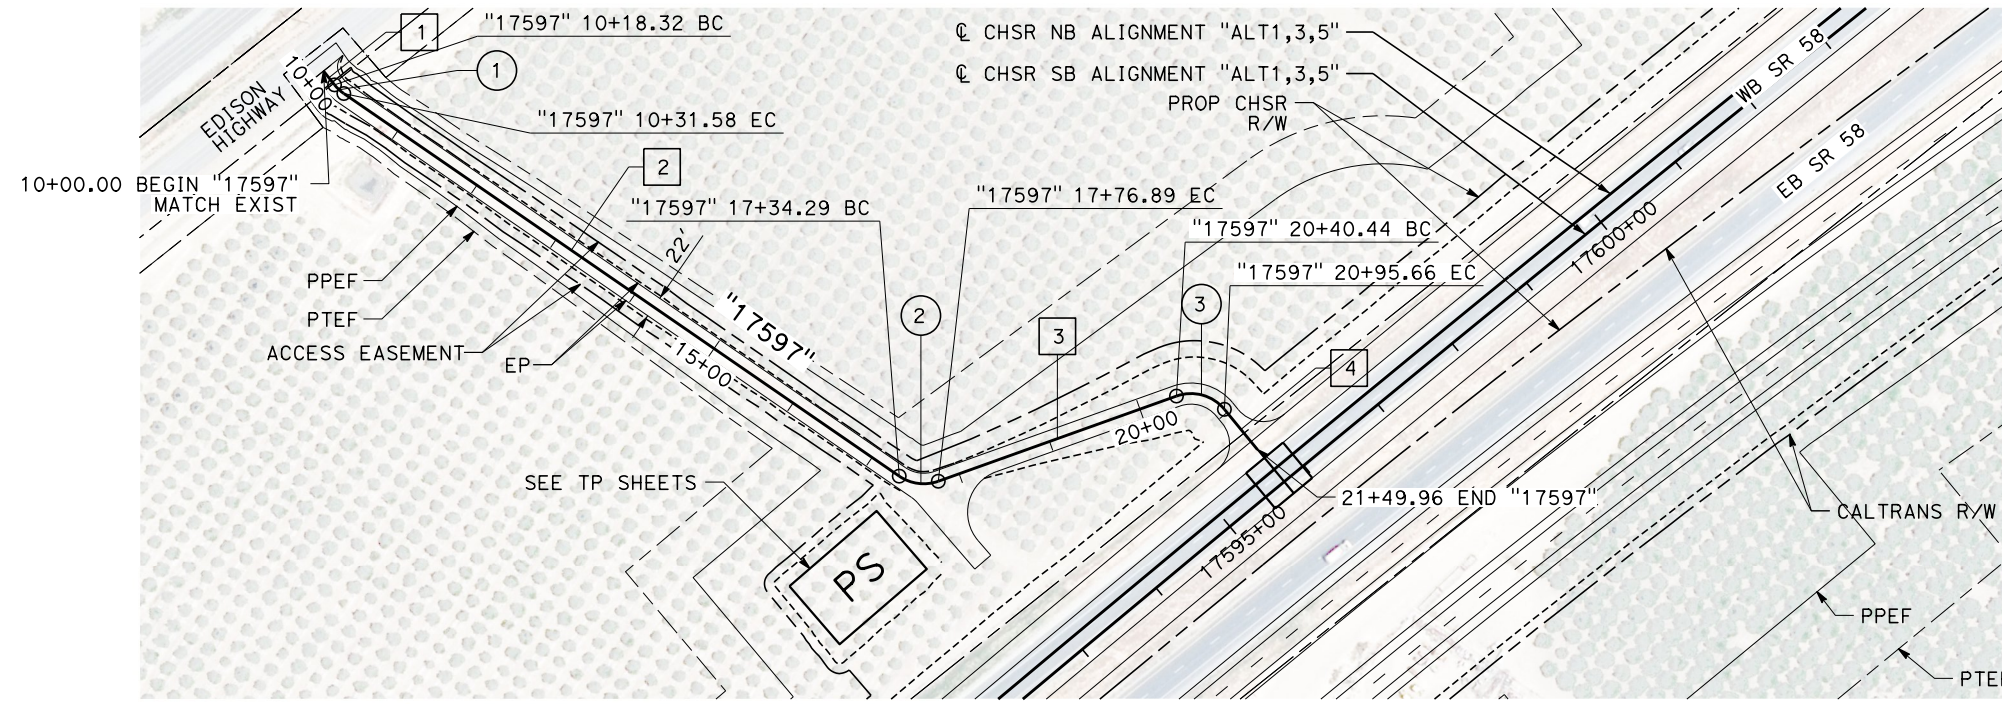 1
"17597" 10+18.32 BC
1
10+00
EDISON
HIGHWAY
"17597" 10+31.58 EC
2
10+00.00 BEGIN "17597"
MATCH EXIST
"17597" 17+34.29 BC
22'
"17597" 17+76.89 EC
℄ CHSR NB ALIGNMENT "ALT1,3,5"
℄ CHSR SB ALIGNMENT "ALT1,3,5"
PROP CHSR
R/W
WB SR 58
EB SR 58
"17597" 20+40.44 BC
"17597" 20+95.66 EC
17600+00
PPEF
PTEF
ACCESS EASEMENT
EP
"17597"
15+00
2
3
3
4
20+00
SEE TP SHEETS
PS
21+49.96 END "17597"
17595+00
CALTRANS R/W
PPEF